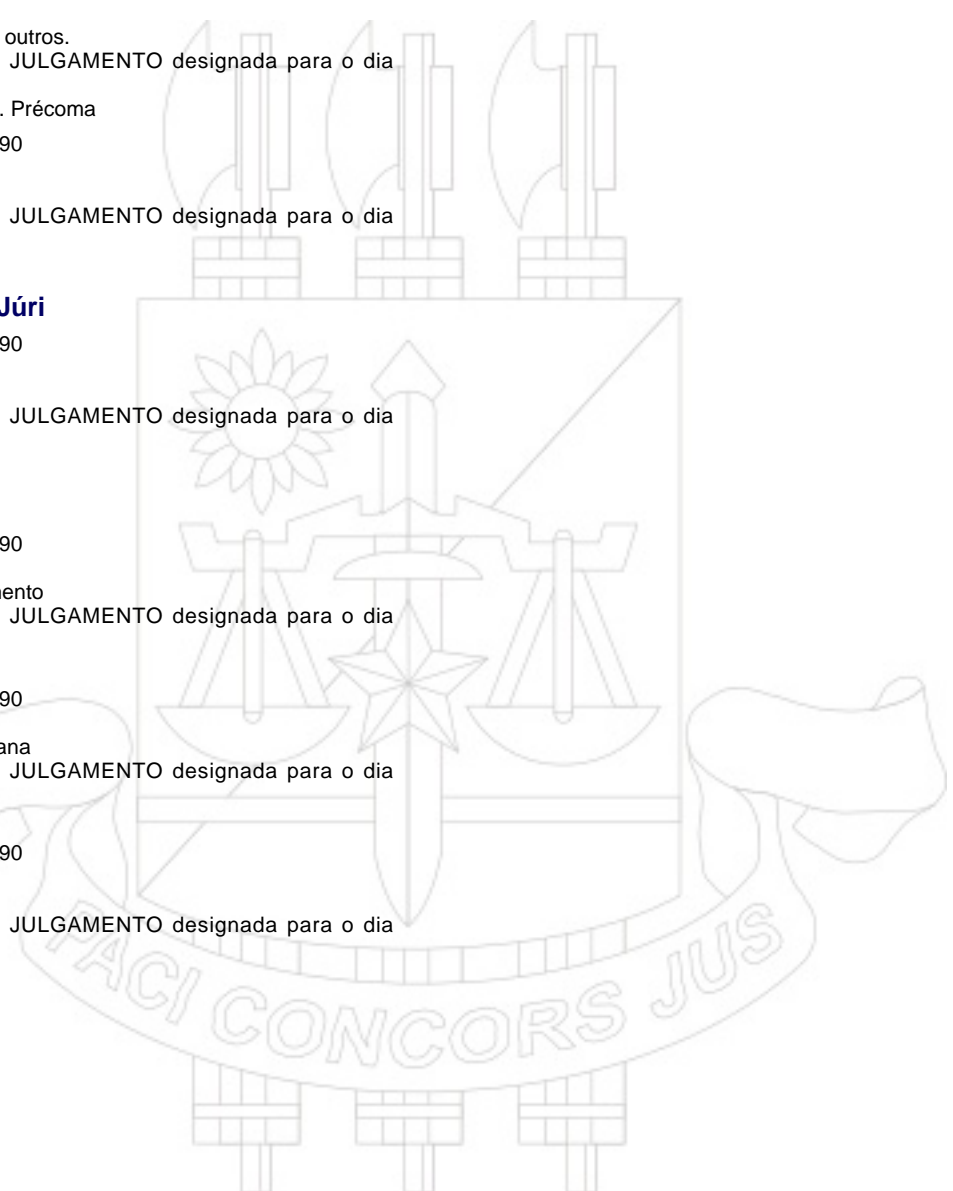 outros.
JULGAMENTO designada para o dia
. Précoma
90
JULGAMENTO designada para o dia
Júri
90
JULGAMENTO designada para o dia
90
ento
JULGAMENTO designada para o dia
90
ana
JULGAMENTO designada para o dia
90
JULGAMENTO designada para o dia
PACI CONCORS JUS